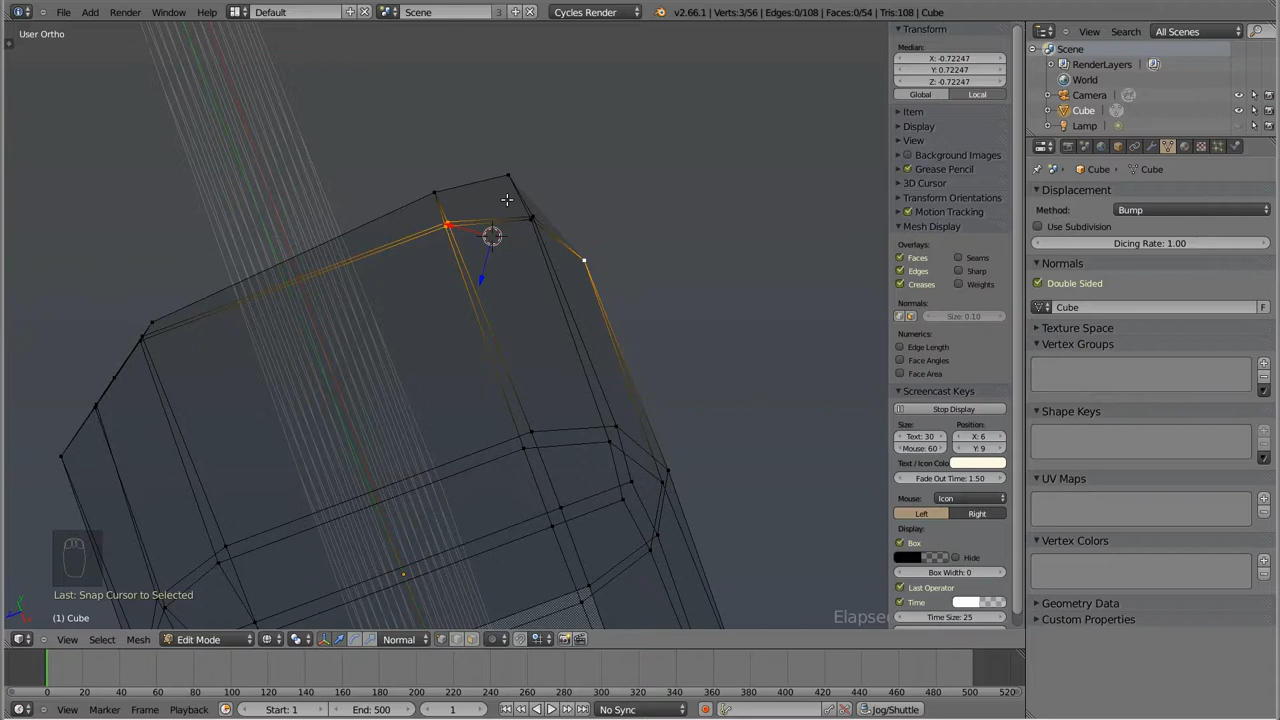 File Add Render Window Help Default Scene 3 Cycles Render v2.66.1 | Verts:3/56 | Edges:0/108 | Faces:0/54 | Tris:108 | Cube
User Ortho
Transform
Median:
X: -0.72247
Y: 0.72247
Z: -0.72247
Global Local
Item
Display
View
Background Images
Grease Pencil
3D Cursor
Transform Orientations
Motion Tracking
Mesh Display
Overlays:
Faces Seams
Edges Sharp
Creases Weights
Normals:
Size: 0.10
Numerics:
Edge Length
Face Angles
Face Area
Screencast Keys
Stop Display
Size: Position:
Text: 30 X: 6
Mouse: 60 Y: 9
Text / Icon Colo
Fade Out Time: 1.50
Mouse: Icon
Left Right
Display:
Box
Hide
Box Width: 0
Last Operator
Time
Time Size: 25
View Search All Scenes
Scene
RenderLayers
World
Camera
Cube
Lamp
Cube Cube
Displacement
Method: Bump
Use Subdivision
Dicing Rate: 1.00
Normals
Double Sided
Cube F
Texture Space
Vertex Groups
Shape Keys
UV Maps
Vertex Colors
Geometry Data
Custom Properties
Last: Snap Cursor to Selected
(1) Cube
Elapse
View Select Mesh Edit Mode Normal
0 20 40 60 80 100 120 140 160 180 200 220 240 260 280 300 320 340 360 380 400 420 440 460 480 500 520
View Marker Frame Playback Start: 1 End: 500 1 No Sync Jog/Shuttle